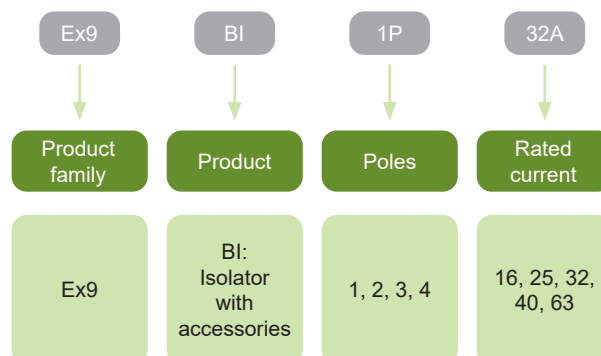 Ex9
BI
1P
32A
Product
family
Product
Poles
Rated
current
Ex9
BI:
Isolator
with
accessories
1, 2, 3, 4
16, 25, 32,
40, 63